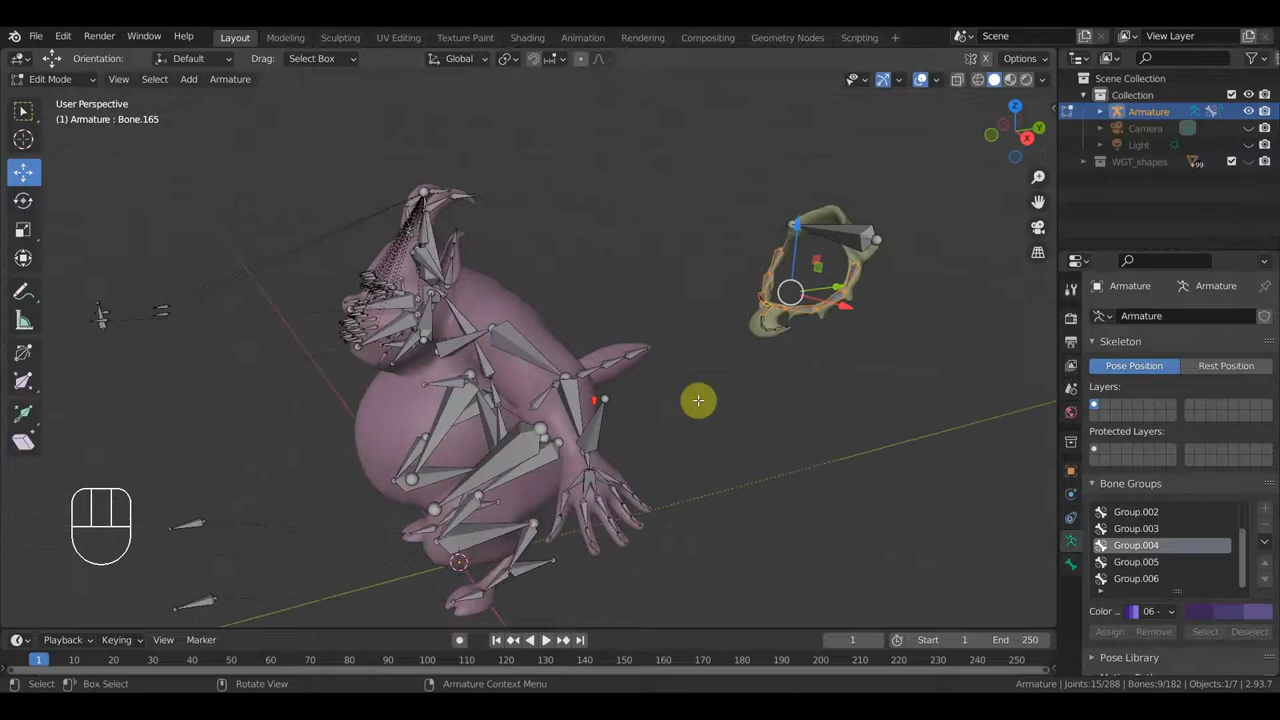 File Edit Render Window Help Layout Modeling Sculpting UV Editing Texture Paint Shading Animation Rendering Compositing Geometry Nodes Scripting + Scene View Layer
Orientation: Default Drag: Select Box Global X Options
Edit Mode View Select Add Armature
User Perspective
(1) Armature : Bone.165
Z
Y
X
Scene Collection
Collection
Armature
Camera
Light
WGT_shapes 99
Armature Armature
Armature
Skeleton
Pose Position Rest Position
Layers:
Protected Layers:
Bone Groups
Group.002
Group.003
Group.004
Group.005
Group.006
Color ... 06 -
Assign Remove Select Deselect
Pose Library
Playback Keying View Marker 1 Start 1 End 250
1 10 20 30 40 50 60 70 80 90 100 110 120 130 140 150 160 170 180 190 200 210 220 230 240 250
Select Box Select Rotate View Armature Context Menu Armature | Joints:15/288 | Bones:9/182 | Objects:1/7 | 2.93.7